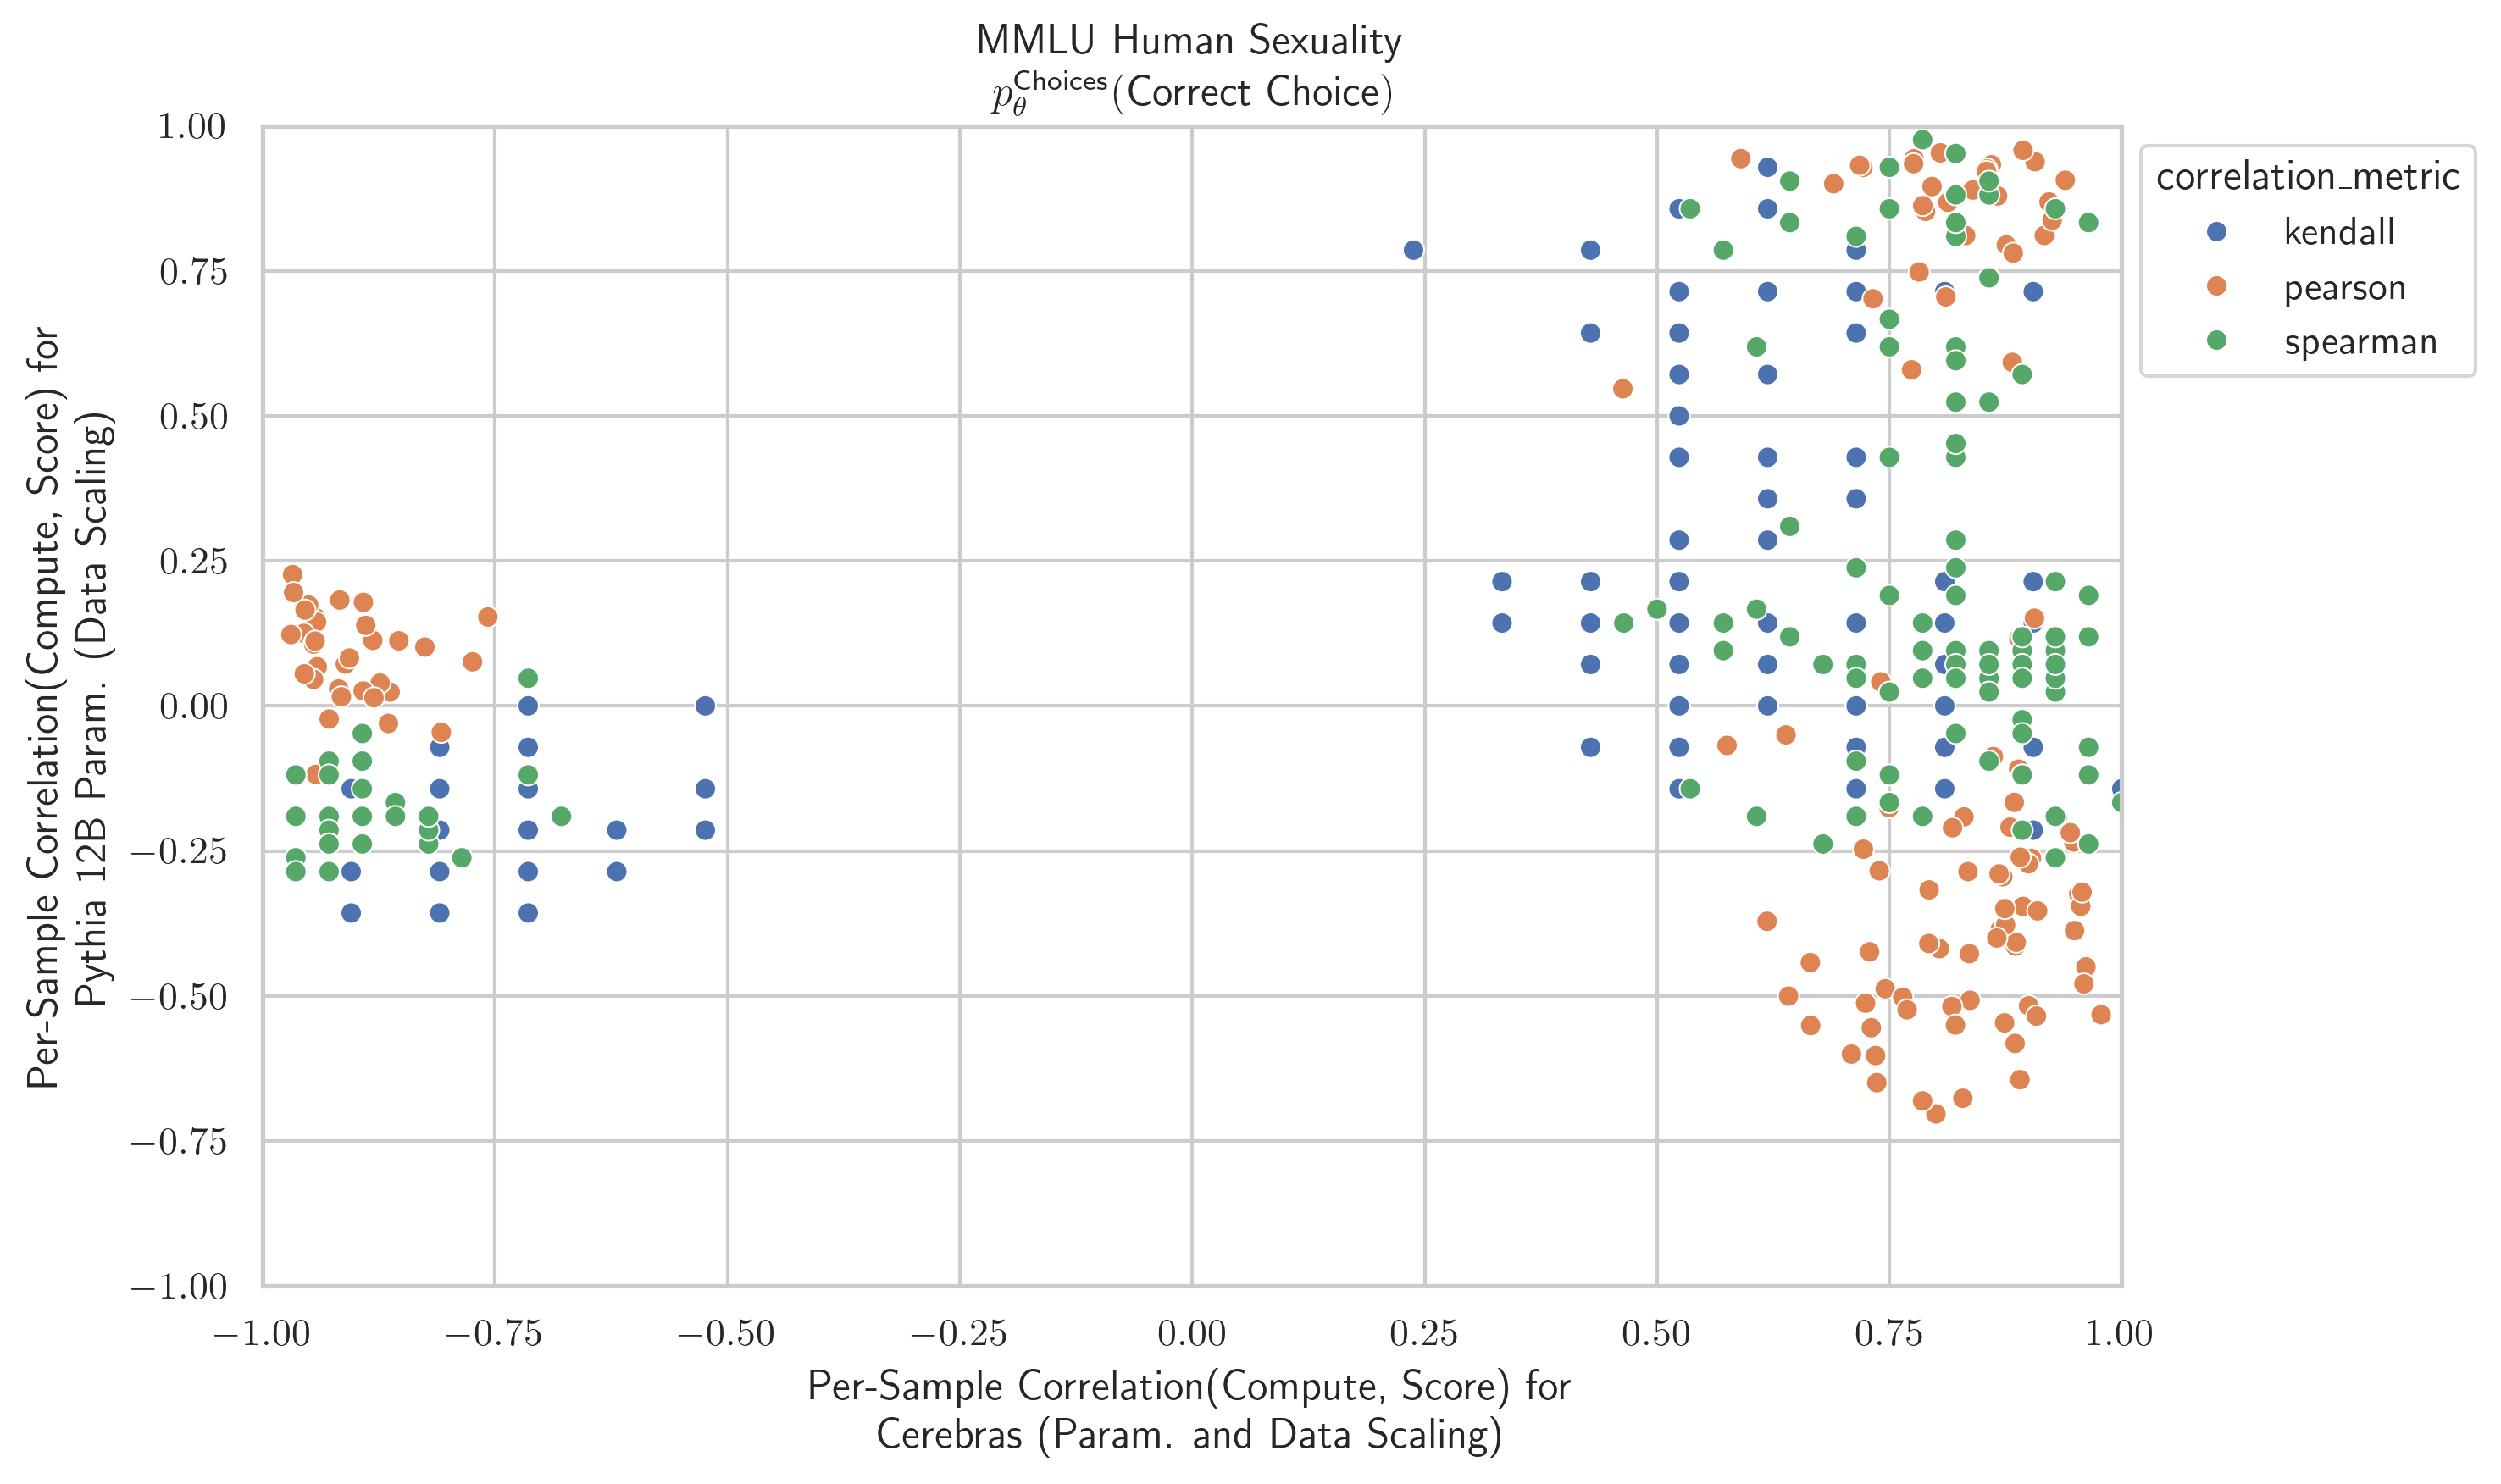 MMLU Human Sexuality
p_θ^Choices(Correct Choice)
Per-Sample Correlation(Compute, Score) for
Pythia 12B Param. (Data Scaling)
1.00
0.75
0.50
0.25
0.00
−0.25
−0.50
−0.75
−1.00
−1.00 −0.75 −0.50 −0.25 0.00 0.25 0.50 0.75 1.00
Per-Sample Correlation(Compute, Score) for
Cerebras (Param. and Data Scaling)
correlation_metric
kendall
pearson
spearman